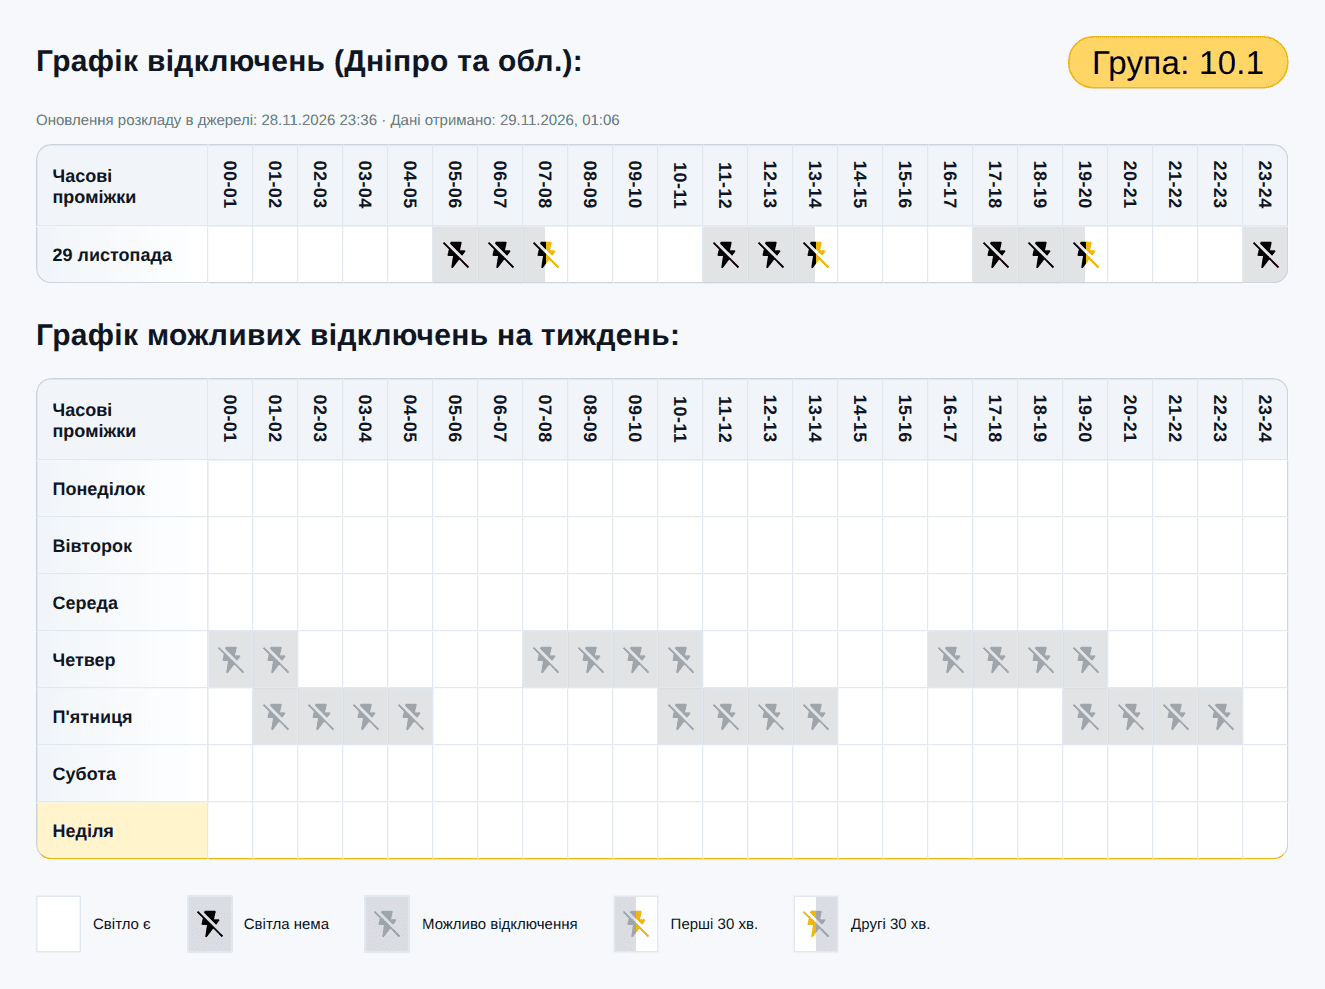 Графік відключень (Дніпро та обл.):
Група: 10.1
Оновлення розкладу в джерелі: 28.11.2026 23:36 · Дані отримано: 29.11.2026, 01:06
Часові
проміжки
00-01 01-02 02-03 03-04 04-05 05-06 06-07 07-08 08-09 09-10 10-11 11-12 12-13 13-14 14-15 15-16 16-17 17-18 18-19 19-20 20-21 21-22 22-23 23-24
29 листопада
Графік можливих відключень на тиждень:
Часові
проміжки
00-01 01-02 02-03 03-04 04-05 05-06 06-07 07-08 08-09 09-10 10-11 11-12 12-13 13-14 14-15 15-16 16-17 17-18 18-19 19-20 20-21 21-22 22-23 23-24
Понеділок
Вівторок
Середа
Четвер
П'ятниця
Субота
Неділя
Світло є
Світла нема
Можливо відключення
Перші 30 хв.
Другі 30 хв.